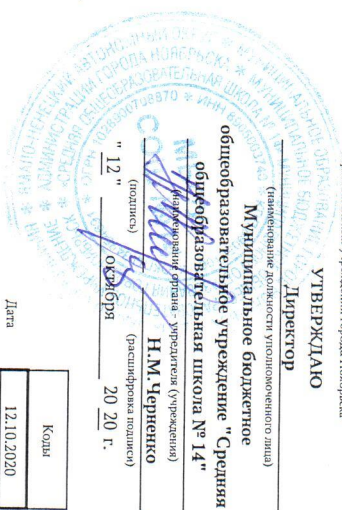 УТВЕРЖДАЮ
Директор
(наименование должности уполномоченного лица)
Муниципальное бюджетное
общеобразовательное учреждение "Средняя
общеобразовательная школа № 14"
(наименование органа - учредителя (учреждения)
Н.М.Черненко
(подпись) (расшифровка подписи)
" 12 " октября 20 20 г.
Коды
Дата 12.10.2020